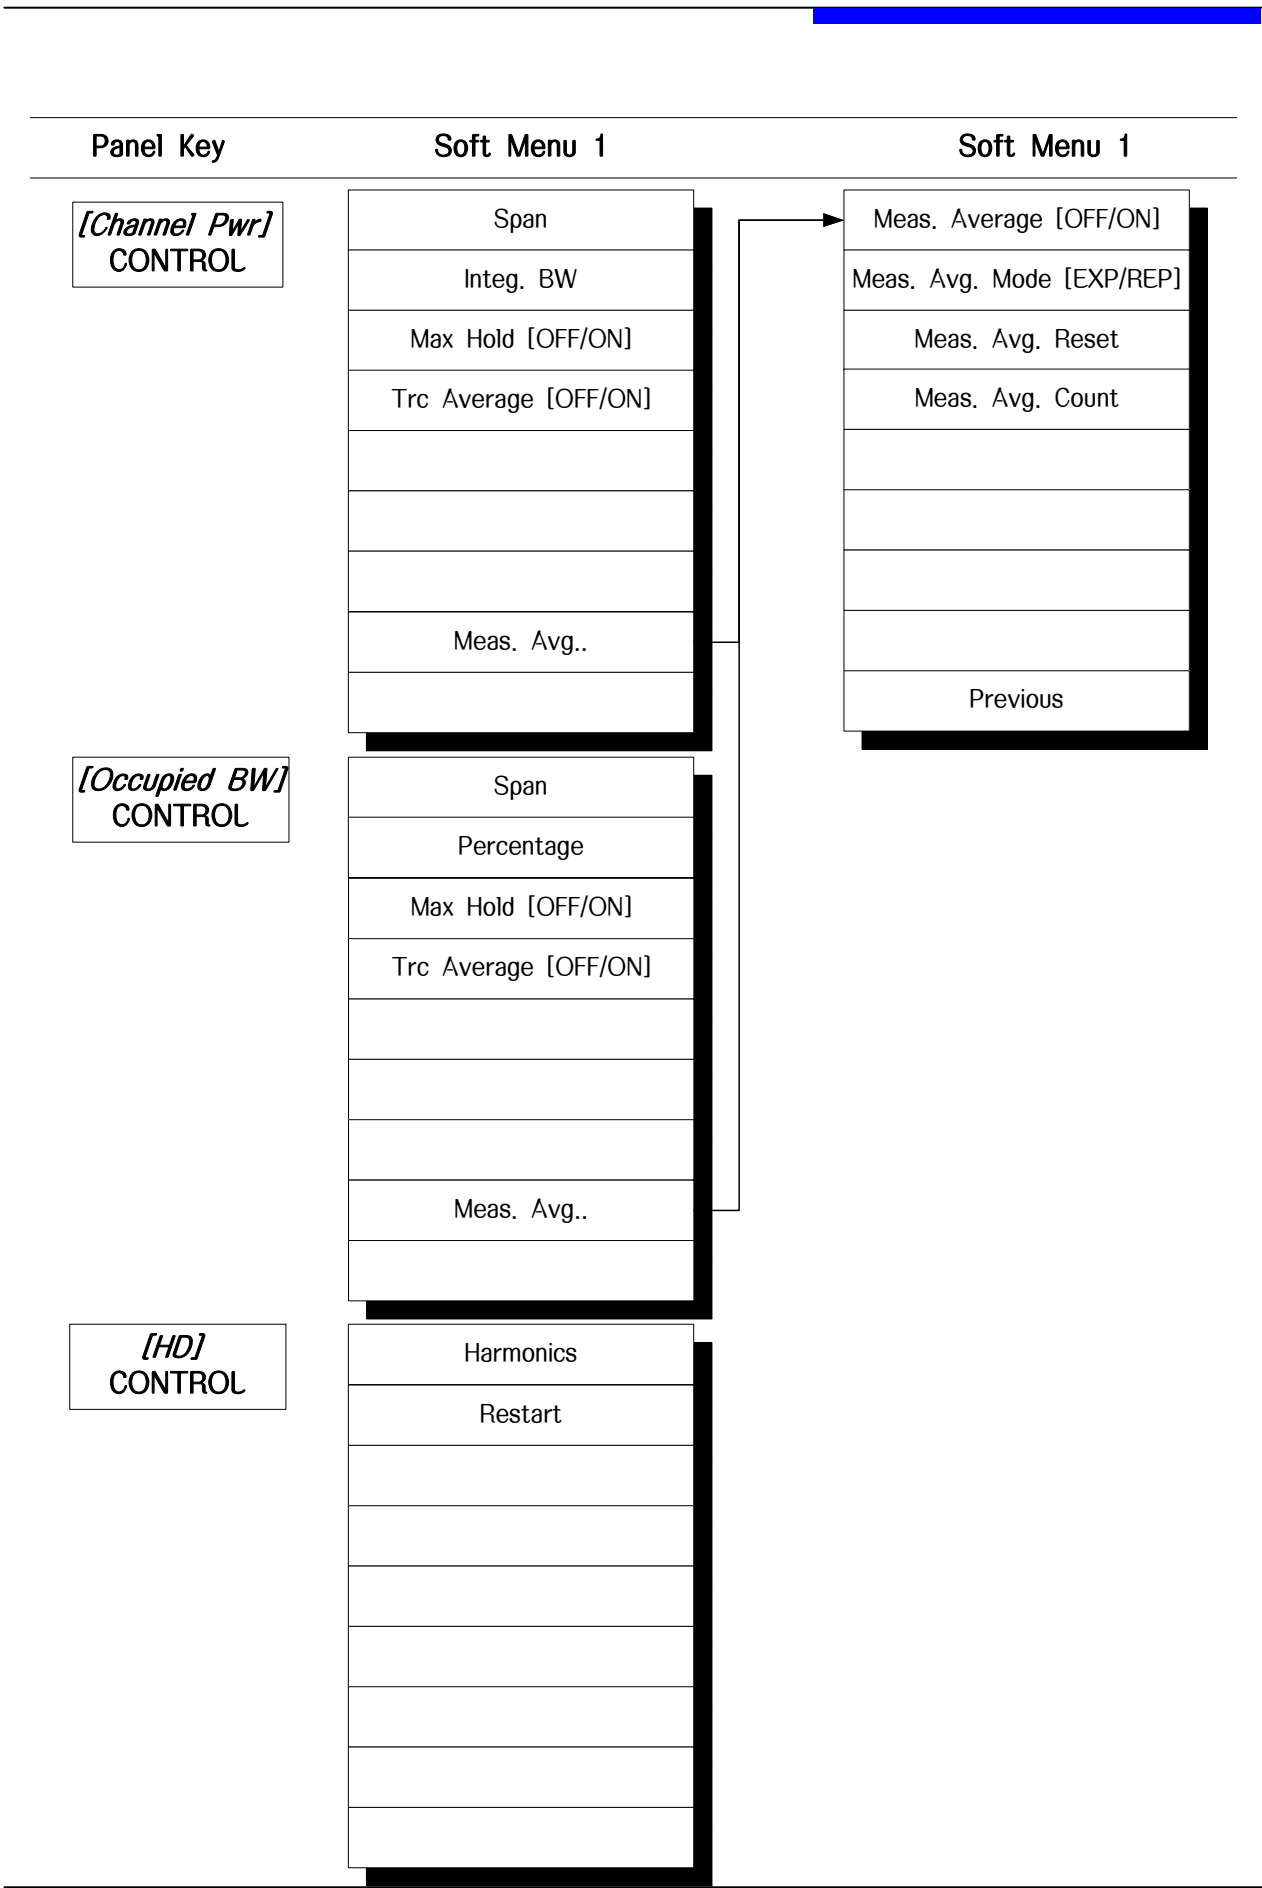 Panel Key
Soft Menu 1
Soft Menu 1
[Channel Pwr]
CONTROL
Span
Integ. BW
Max Hold [OFF/ON]
Trc Average [OFF/ON]
Meas. Avg..
Meas. Average [OFF/ON]
Meas. Avg. Mode [EXP/REP]
Meas. Avg. Reset
Meas. Avg. Count
Previous
[Occupied BW]
CONTROL
Span
Percentage
Max Hold [OFF/ON]
Trc Average [OFF/ON]
Meas. Avg..
[HD]
CONTROL
Harmonics
Restart